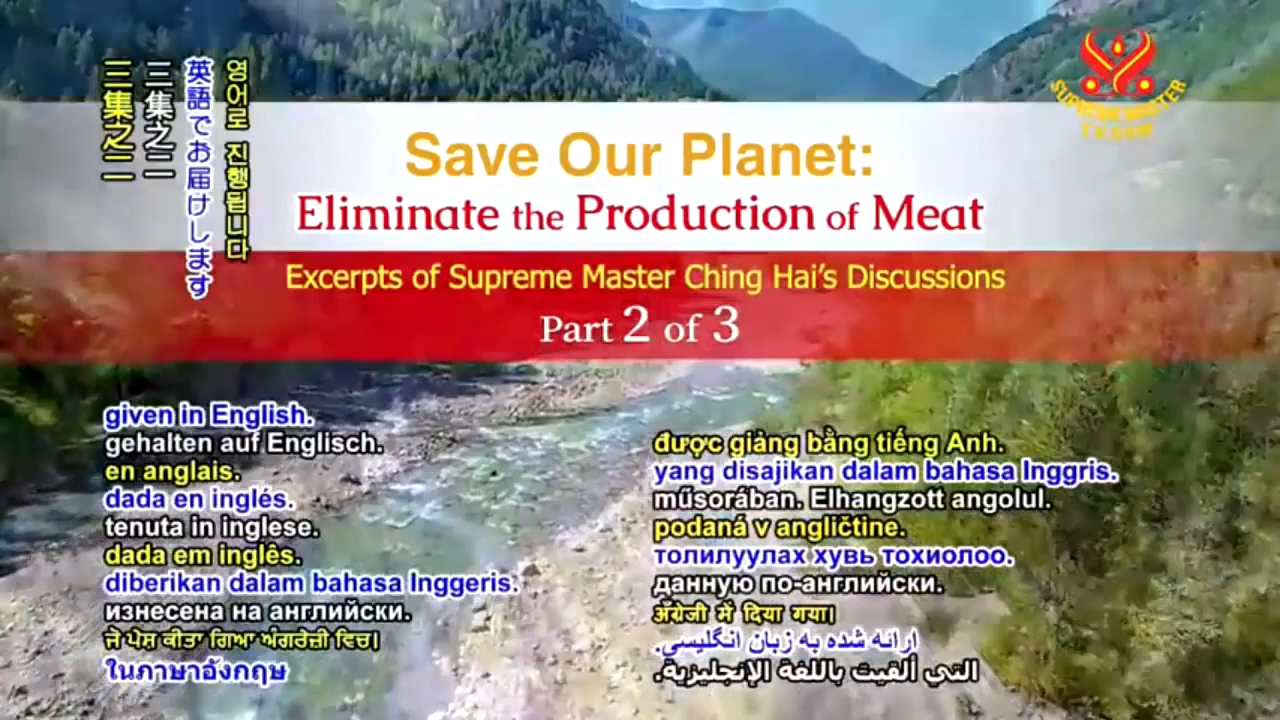 영어로 진행됩니다
英語でお届けします
三集之二
三集之二
SUPREME MASTER
TV.COM
Save Our Planet:
Eliminate the Production of Meat
Excerpts of Supreme Master Ching Hai's Discussions
Part 2 of 3
given in English.
gehalten auf Englisch.
en anglais.
dada en inglés.
tenuta in inglese.
dada em inglês.
diberikan dalam bahasa Inggeris.
изнесена на английски.
ਜੋ ਪੇਸ਼ ਕੀਤਾ ਗਿਆ ਅੰਗਰੇਜ਼ੀ ਵਿਚ।
ในภาษาอังกฤษ
được giảng bằng tiếng Anh.
yang disajikan dalam bahasa Inggris.
műsorában. Elhangzott angolul.
podaná v angličtine.
толилуулах хувь тохиолоо.
данную по-английски.
अँग्रेजी में दिया गया।
ارائه شده به زبان انگلیسی.
التي ألقيت باللغة الإنجليزية.